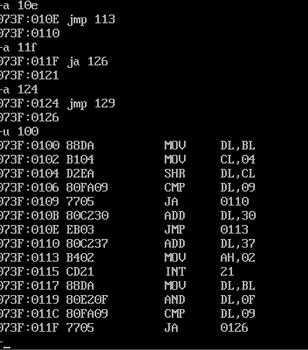 -a 10e
073F:010E jmp 113
073F:0110
-a 11f
073F:011F ja 126
073F:0121
-a 124
073F:0124 jmp 129
073F:0126
-u 100
073F:0100 88DA MOV DL,BL
073F:0102 B104 MOV CL,04
073F:0104 D2EA SHR DL,CL
073F:0106 80FA09 CMP DL,09
073F:0109 7705 JA 0110
073F:010B 80C230 ADD DL,30
073F:010E EB03 JMP 0113
073F:0110 80C237 ADD DL,37
073F:0113 B402 MOV AH,02
073F:0115 CD21 INT 21
073F:0117 88DA MOV DL,BL
073F:0119 80E20F AND DL,0F
073F:011C 80FA09 CMP DL,09
073F:011F 7705 JA 0126
-_